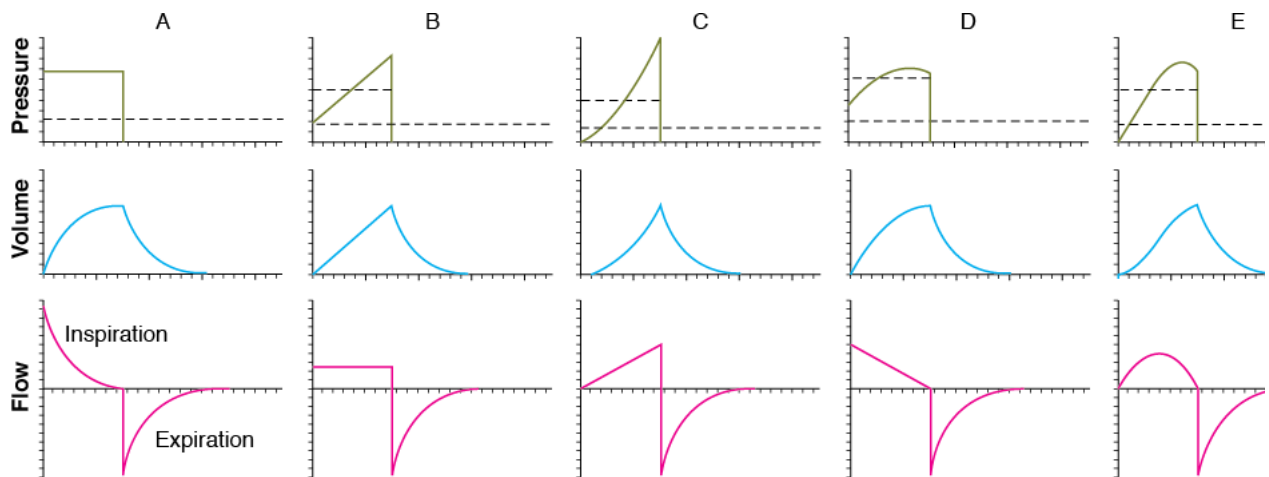 A
B
C
D
E
Pressure
Volume
Flow
Inspiration
Expiration